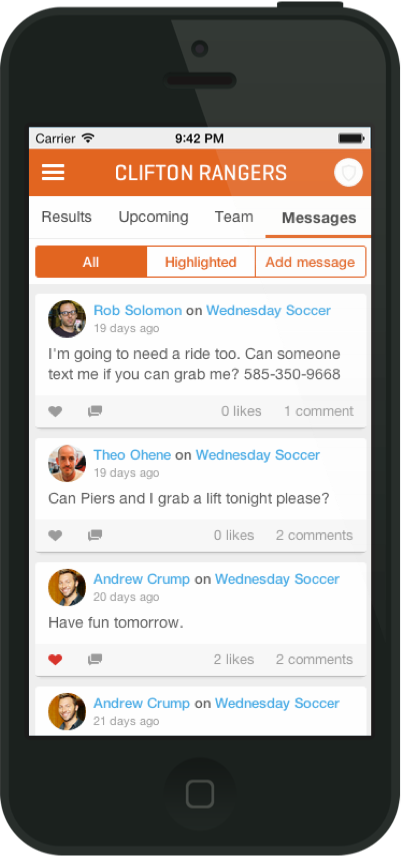 Carrier 9:42 PM
CLIFTON RANGERS
Results Upcoming Team Messages
All Highlighted Add message
Rob Solomon on Wednesday Soccer
19 days ago
I'm going to need a ride too. Can someone
text me if you can grab me? 585-350-9668
0 likes 1 comment
Theo Ohene on Wednesday Soccer
19 days ago
Can Piers and I grab a lift tonight please?
0 likes 2 comments
Andrew Crump on Wednesday Soccer
20 days ago
Have fun tomorrow.
2 likes 2 comments
Andrew Crump on Wednesday Soccer
21 days ago